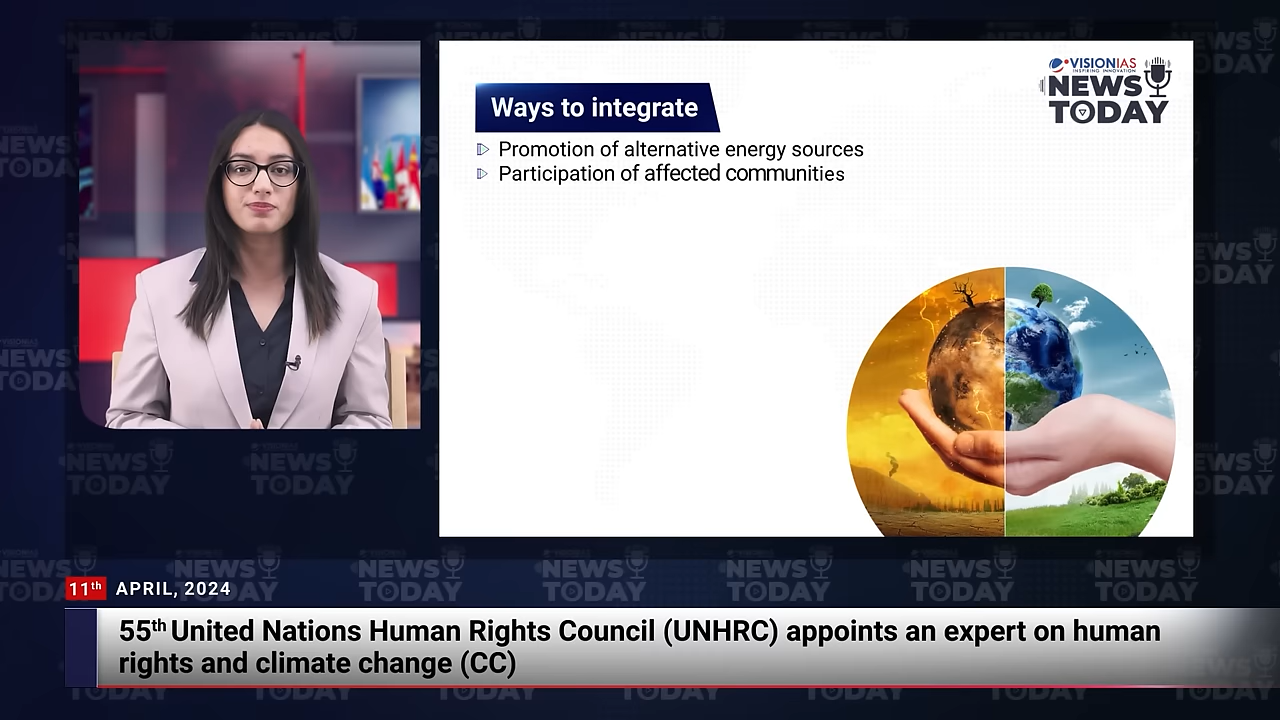 VISIONIAS
INSPIRING INNOVATION
NEWS
TODAY
Ways to integrate
Promotion of alternative energy sources
Participation of affected communities
11th APRIL, 2024
55th United Nations Human Rights Council (UNHRC) appoints an expert on human
rights and climate change (CC)